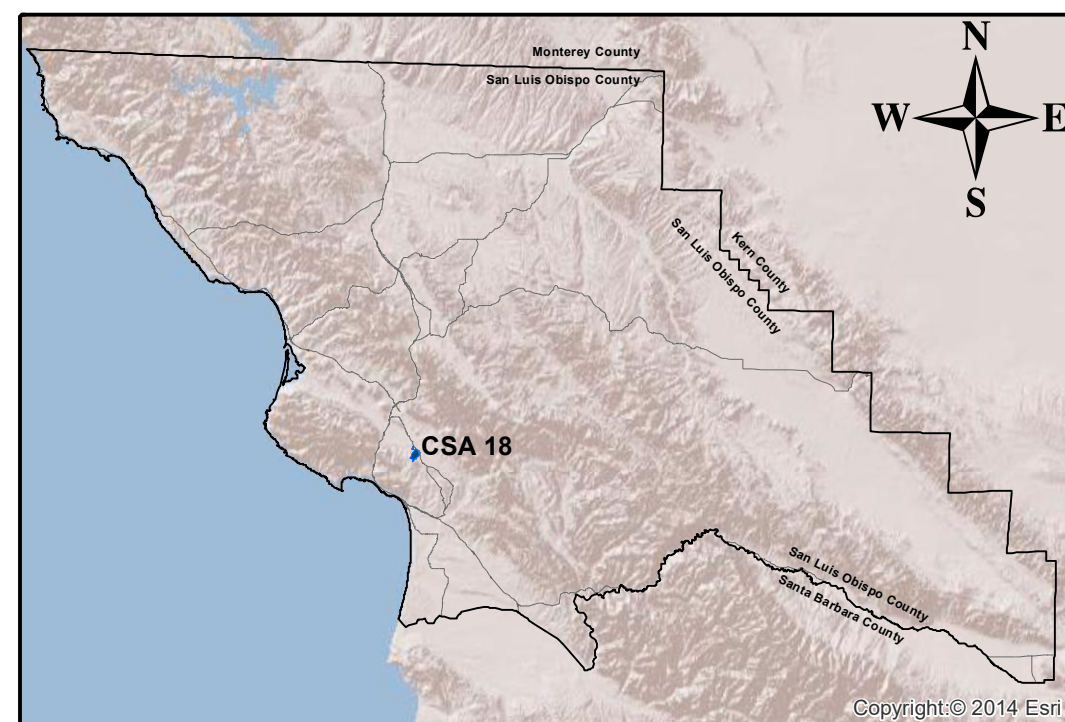 N
Monterey County
San Luis Obispo County
W
E
S
Kern County
San Luis Obispo County
CSA 18
San Luis Obispo County
Santa Barbara County
Copyright:© 2014 Esri